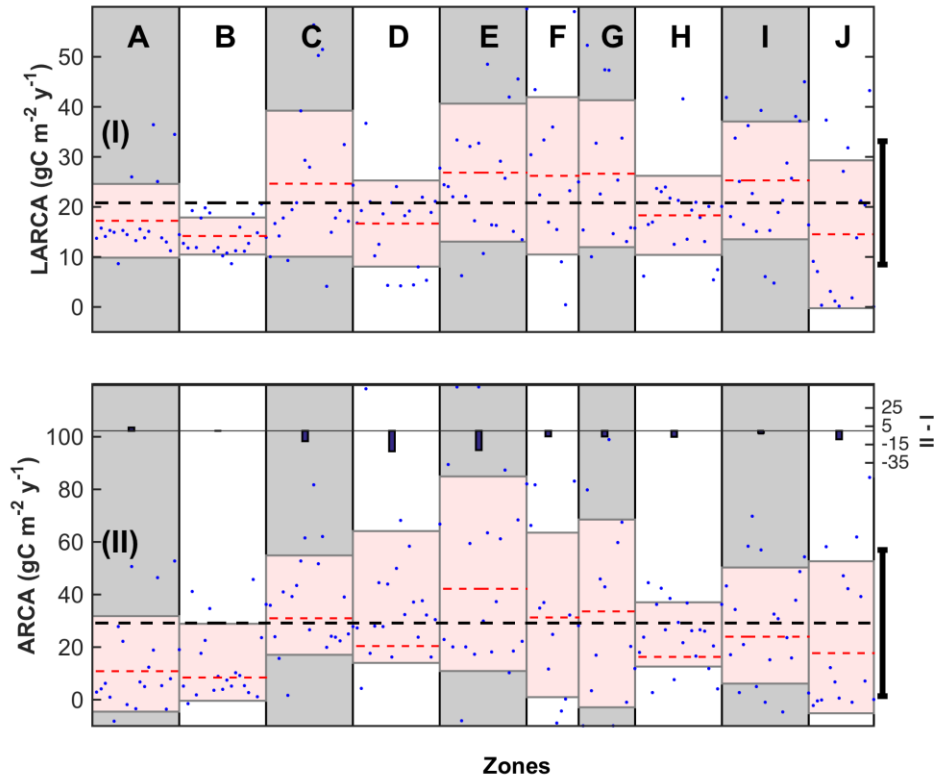 A B C D E F G H I J
60
50
40
30
20
10
0
LARCA (gC m⁻² y⁻¹)
(I)
100
80
60
40
20
0
ARCA (gC m⁻² y⁻¹)
(II)
25
5
-15
-35
II - I
Zones